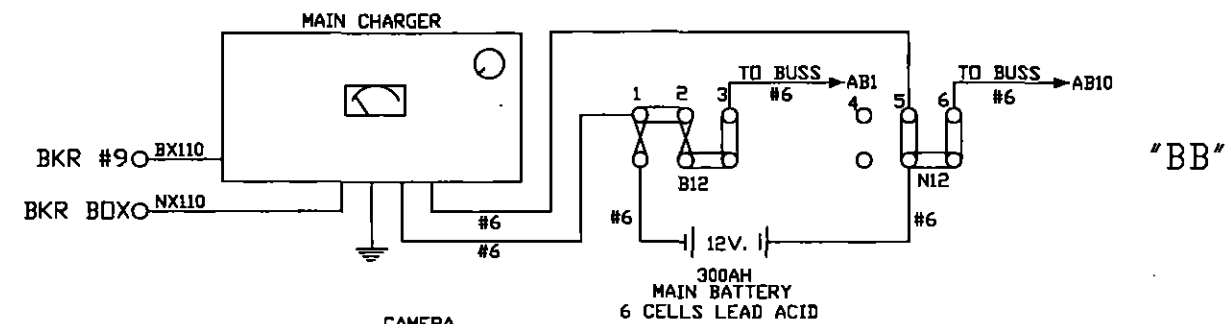 MAIN CHARGER
TO BUSS AB1
#6
TO BUSS AB10
#6
1 2 3 4 5 6
BKR #9 BX110
BKR BOX NX110
B12
N12
"BB"
#6
#6
#6
#6
12V.
300AH
MAIN BATTERY
6 CELLS LEAD ACID
CAMERA